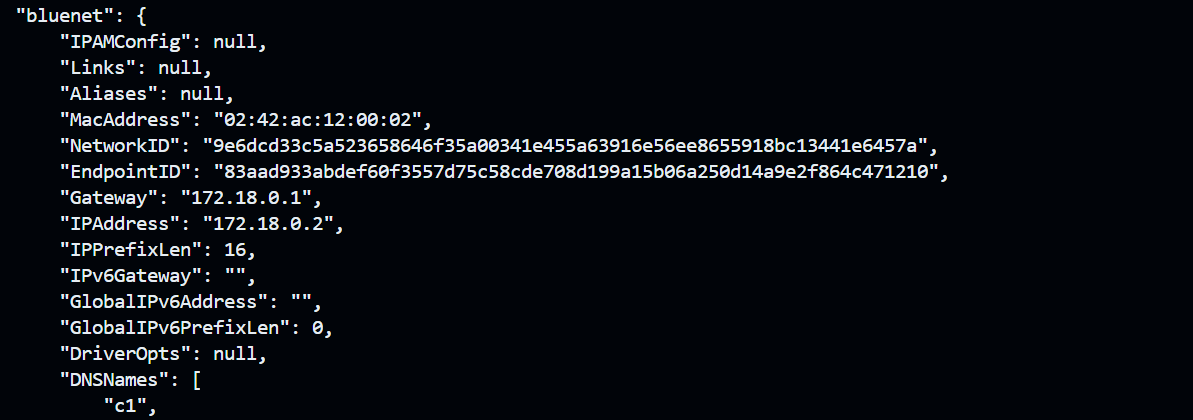 "bluenet": {
"IPAMConfig": null,
"Links": null,
"Aliases": null,
"MacAddress": "02:42:ac:12:00:02",
"NetworkID": "9e6dcd33c5a523658646f35a00341e455a63916e56ee8655918bc13441e6457a",
"EndpointID": "83aad933abdef60f3557d75c58cde708d199a15b06a250d14a9e2f864c471210",
"Gateway": "172.18.0.1",
"IPAddress": "172.18.0.2",
"IPPrefixLen": 16,
"IPv6Gateway": "",
"GlobalIPv6Address": "",
"GlobalIPv6PrefixLen": 0,
"DriverOpts": null,
"DNSNames": [
"c1",